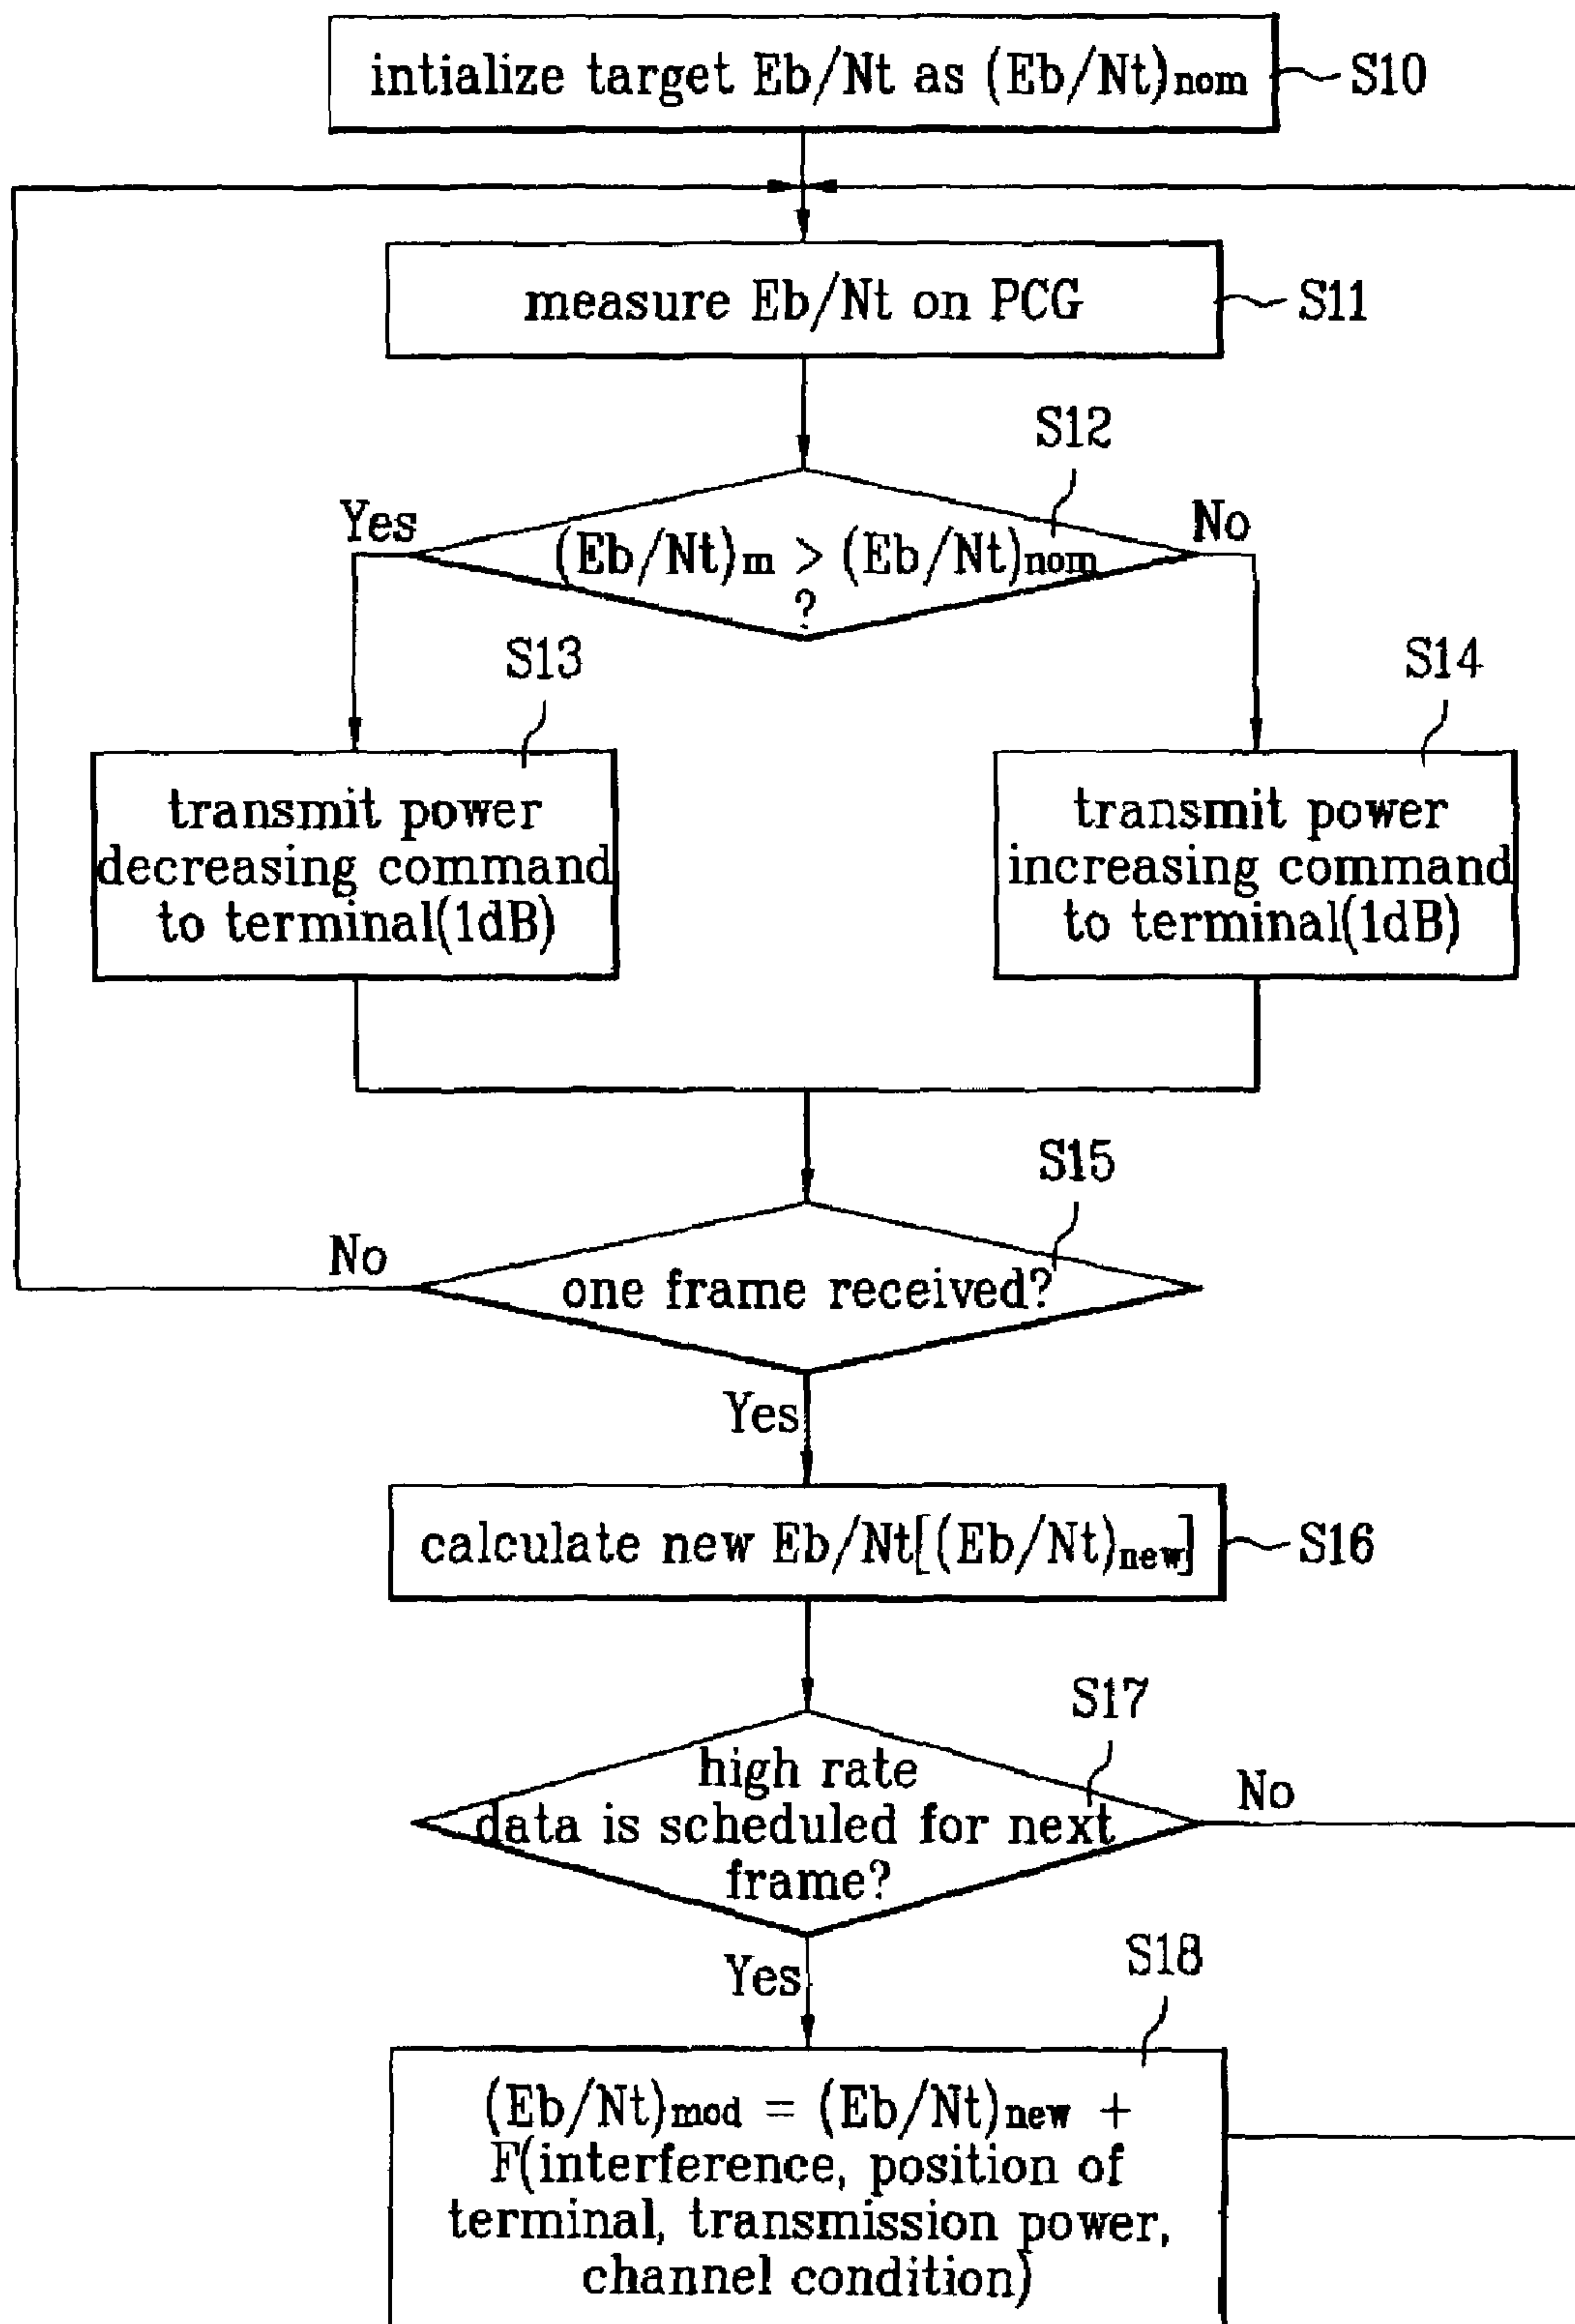 intialize target Eb/Nt as (Eb/Nt)nom
S10
measure Eb/Nt on PCG
S11
S12
Yes
No
(Eb/Nt)m > (Eb/Nt)nom
?
S13
S14
transmit power
decreasing command
to terminal(1dB)
transmit power
increasing command
to terminal(1dB)
S15
No
one frame received?
Yes
calculate new Eb/Nt[(Eb/Nt)new]
S16
S17
high rate
data is scheduled for next
frame?
No
Yes
S18
(Eb/Nt)mod = (Eb/Nt)new +
F(interference, position of
terminal, transmission power,
channel condition)